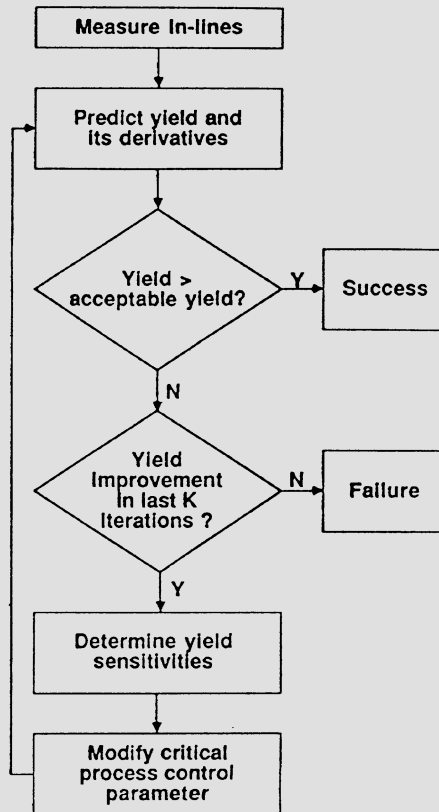 Measure In-lines
Predict yield and
its derivatives
Yield >
acceptable yield?
Y
Success
N
Yield
Improvement
In last K
Iterations ?
N
Failure
Y
Determine yield
sensitivities
Modify critical
process control
parameter